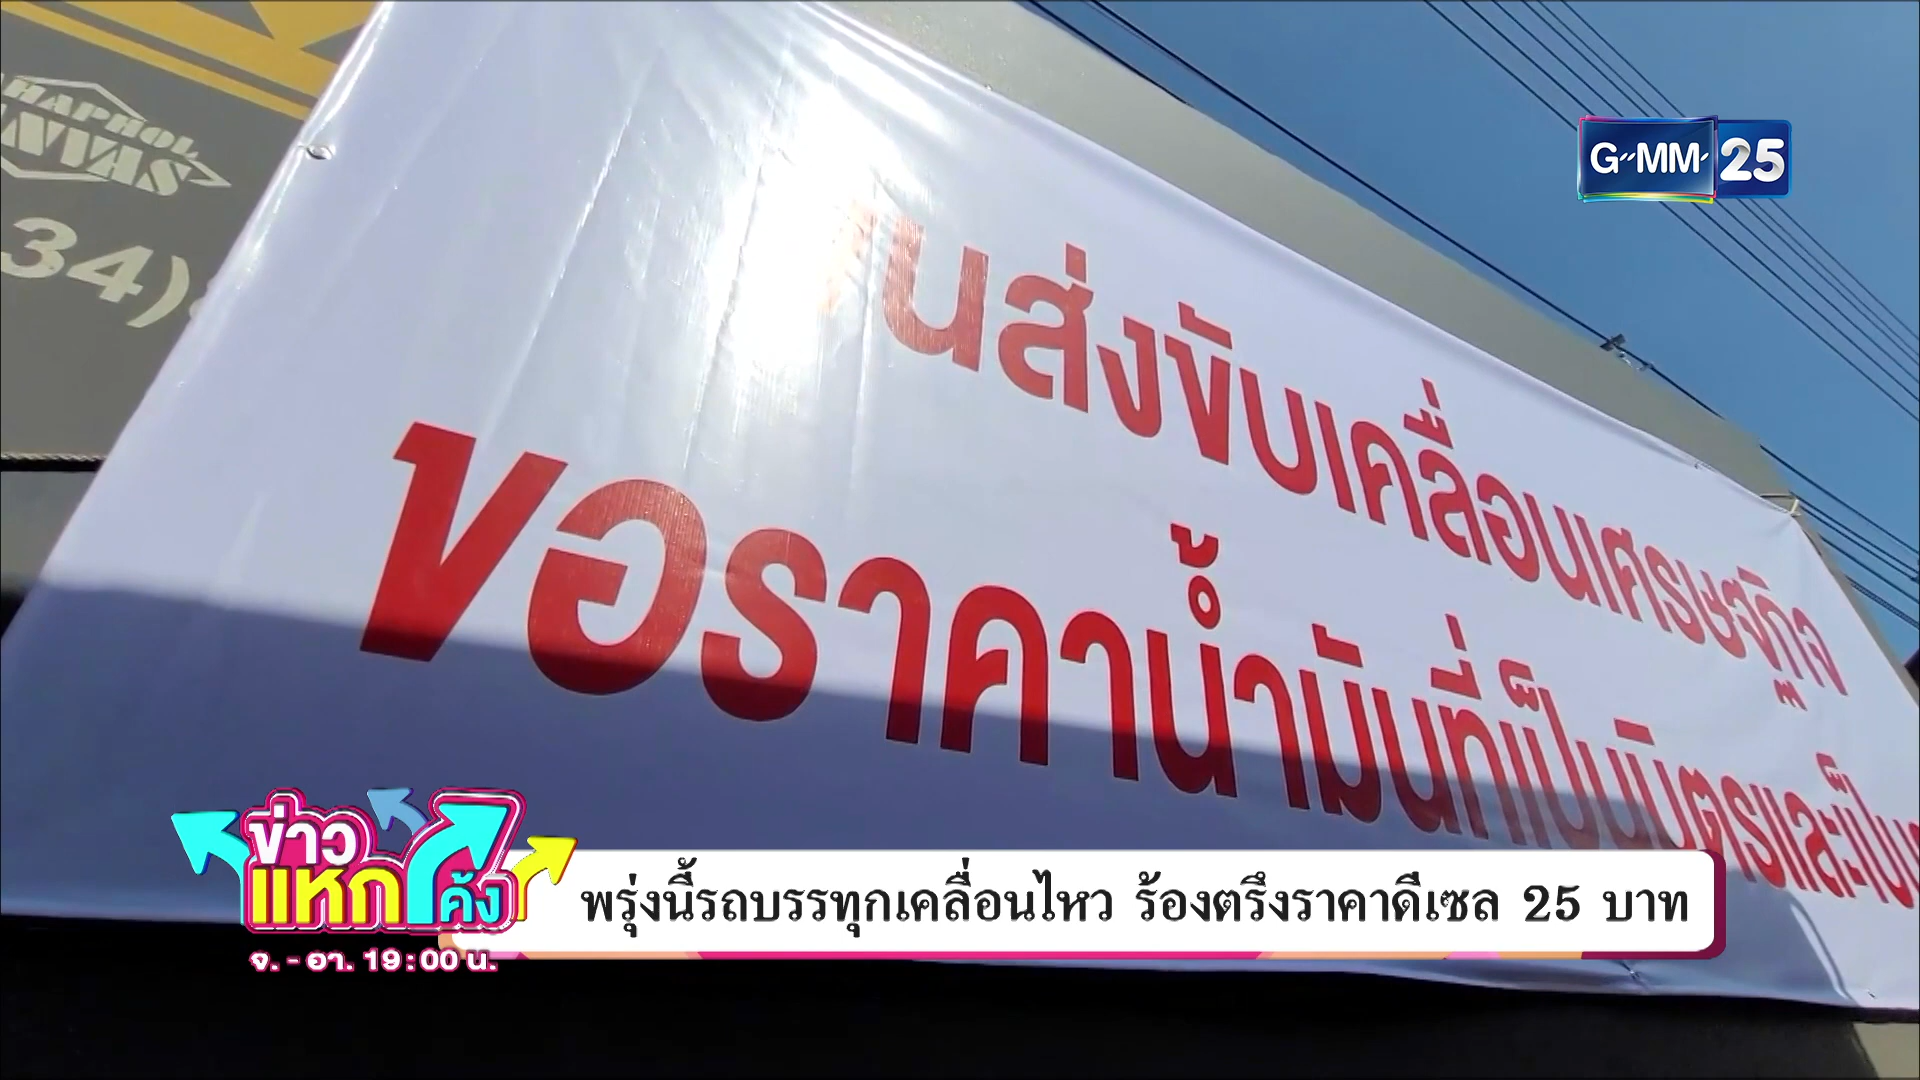 HAPHOL
NVAS
34)
G-MM 25
นส่งขับเคลื่อนเศรษฐกิจ
ขอราคาน้ำมันที่เป็นมิตรและเป็น
ข่าว
แหก
โค้ง
พรุ่งนี้รถบรรทุกเคลื่อนไหว ร้องตรึงราคาดีเซล 25 บาท
จ. - อา. 19:00 น.